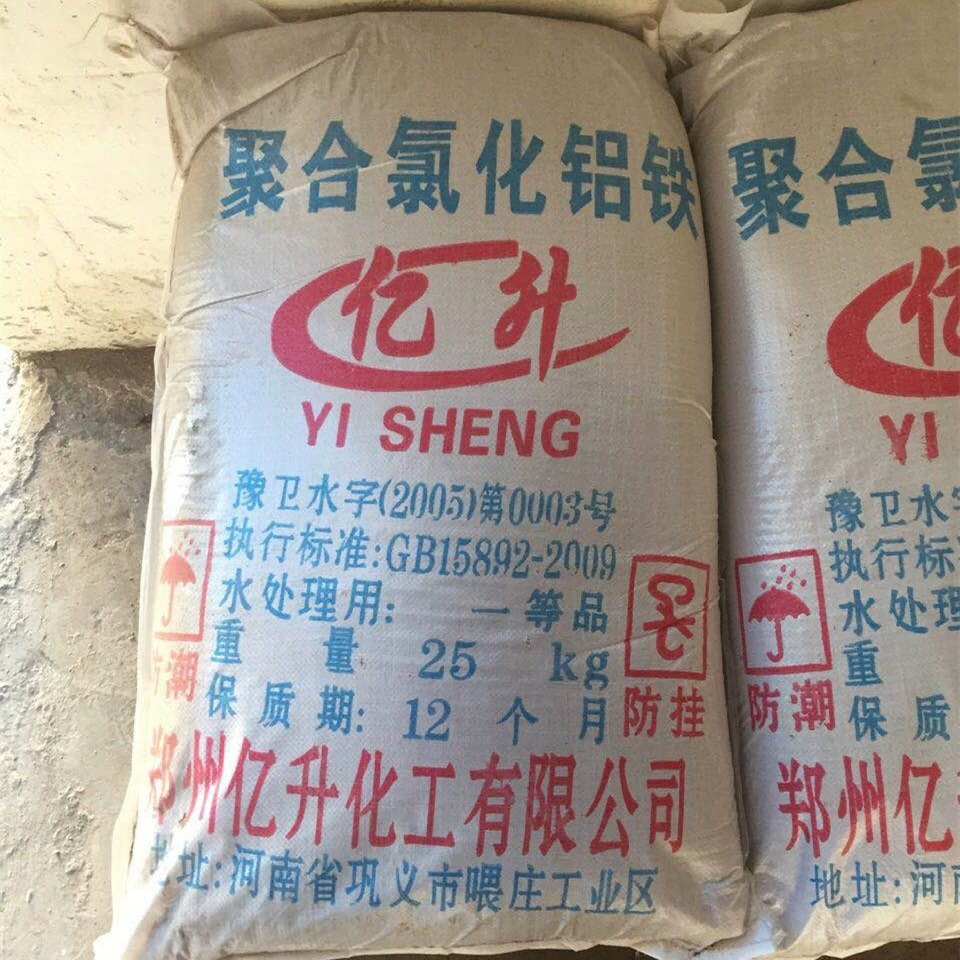 聚合氯化铝铁
亿升
YI SHENG
豫卫水字(2005)第0003号
执行标准:GB15892-2009
水处理用: 一等品
重量 25 kg
保质期: 12个月
防潮
防挂
郑州亿升化工有限公司
地址:河南省巩义市喂庄工业区
聚合氯
亿
YI
豫卫水字
执行标准
水处理
重
保质
防潮
郑州亿升
地址:河南